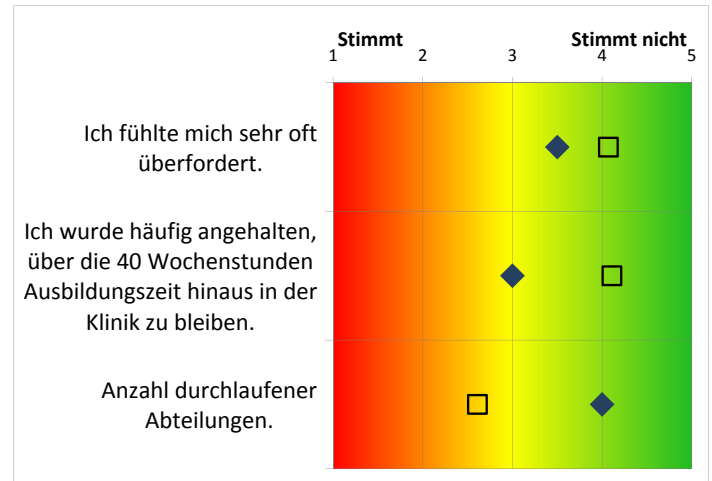 Stimmt Stimmt nicht
1 2 3 4 5
Ich fühlte mich sehr oft
überfordert.
Ich wurde häufig angehalten,
über die 40 Wochenstunden
Ausbildungszeit hinaus in der
Klinik zu bleiben.
Anzahl durchlaufener
Abteilungen.